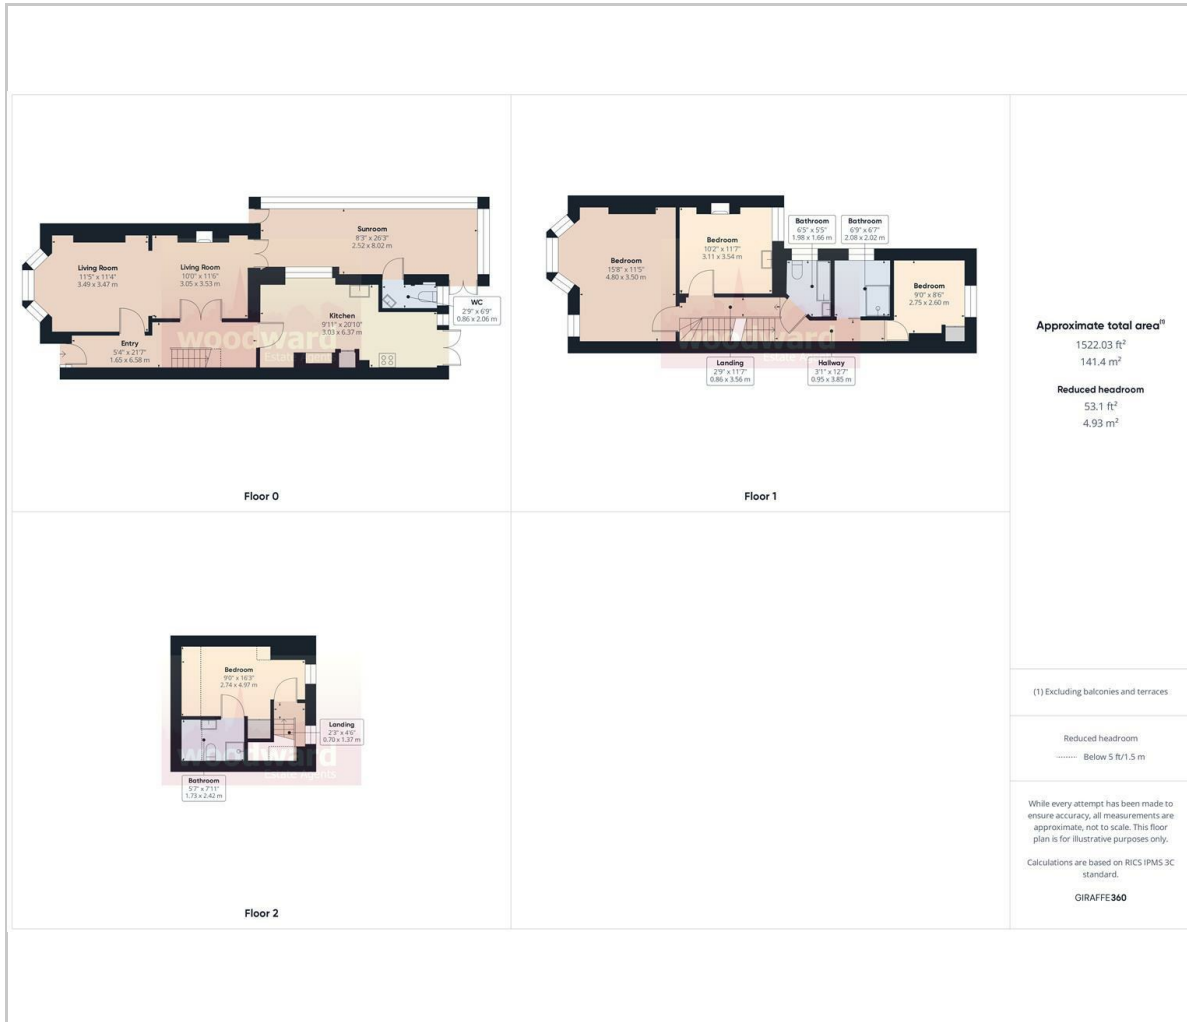 Sunroom
8'3" x 26'3"
2.52 x 8.02 m
Living Room
11'5" x 11'4"
3.49 x 3.47 m
Living Room
10'0" x 11'6"
3.05 x 3.53 m
WC
2'9" x 6'9"
0.86 x 2.06 m
Kitchen
9'11" x 20'10"
3.03 x 6.37 m
Entry
5'4" x 21'7"
1.65 x 6.58 m
woodward
Estate Agents
Floor 0
Bathroom
6'5" x 5'5"
1.98 x 1.66 m
Bathroom
6'9" x 6'7"
2.08 x 2.02 m
Bedroom
10'2" x 11'7"
3.11 x 3.54 m
Bedroom
15'8" x 11'5"
4.80 x 3.50 m
Bedroom
9'0" x 8'6"
2.75 x 2.60 m
woodward
Estate A
Landing
2'9" x 11'7"
0.86 x 3.56 m
Hallway
3'1" x 12'7"
0.95 x 3.85 m
Floor 1
Approximate total area(1)
1522.03 ft²
141.4 m²
Reduced headroom
53.1 ft²
4.93 m²
Bedroom
9'0" x 16'3"
2.74 x 4.97 m
Landing
2'3" x 4'6"
0.70 x 1.37 m
woodward
Estate Agents
Bathroom
5'7" x 7'11"
1.73 x 2.42 m
Floor 2
(1) Excluding balconies and terraces
Reduced headroom
Below 5 ft/1.5 m
While every attempt has been made to
ensure accuracy, all measurements are
approximate, not to scale. This floor
plan is for illustrative purposes only.
Calculations are based on RICS IPMS 3C
standard.
GIRAFFE360